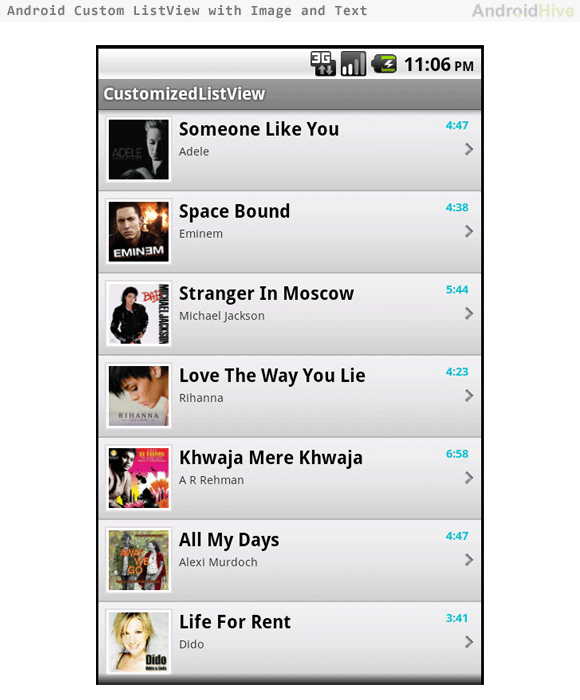 Android Custom ListView with Image and Text
AndroidHive
3G
11:06 PM
CustomizedListView
ADELE
Someone Like You
4:47
Adele
EMINEM
Space Bound
4:38
Eminem
BAD
MICHAEL JACKSON
Stranger In Moscow
5:44
Michael Jackson
RIHANNA
Love The Way You Lie
4:23
Rihanna
Khwaja Mere Khwaja
6:58
A R Rehman
AWAY
WE
GO
All My Days
4:47
Alexi Murdoch
Dido
Life For Rent
3:41
Dido